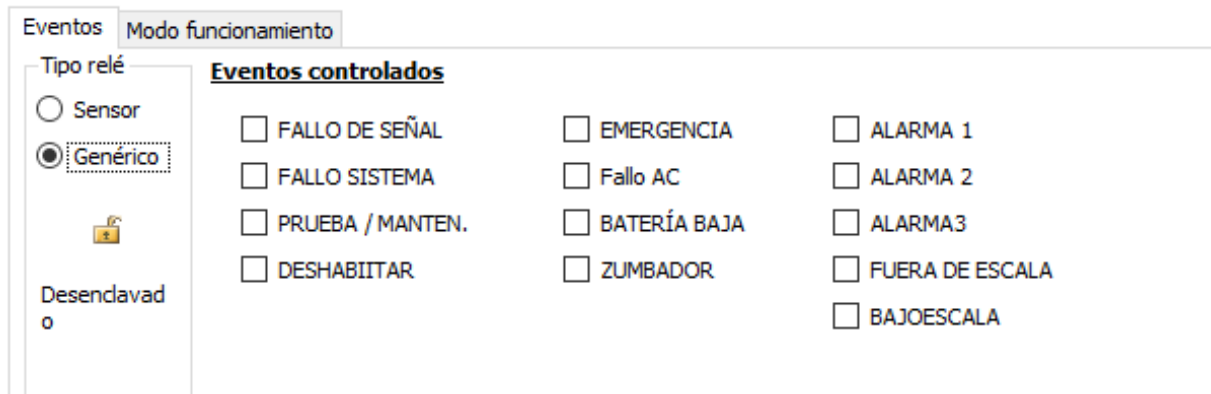 Eventos Modo funcionamiento
Tipo relé
Sensor
Genérico
Desenclavad
o
Eventos controlados
FALLO DE SEÑAL EMERGENCIA ALARMA 1
FALLO SISTEMA Fallo AC ALARMA 2
PRUEBA / MANTEN. BATERÍA BAJA ALARMA3
DESHABIITAR ZUMBADOR FUERA DE ESCALA
BAJOESCALA